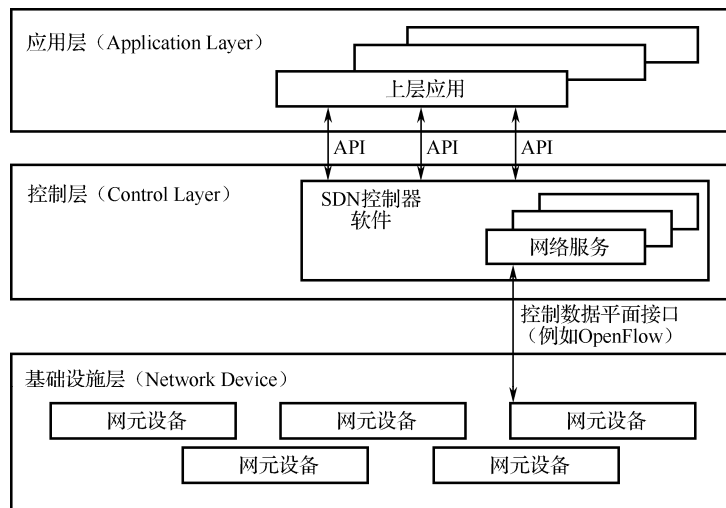 应用层（Application Layer）
上层应用
API
API
API
控制层（Control Layer）
SDN控制器
软件
网络服务
控制数据平面接口
（例如OpenFlow）
基础设施层（Network Device）
网元设备
网元设备
网元设备
网元设备
网元设备